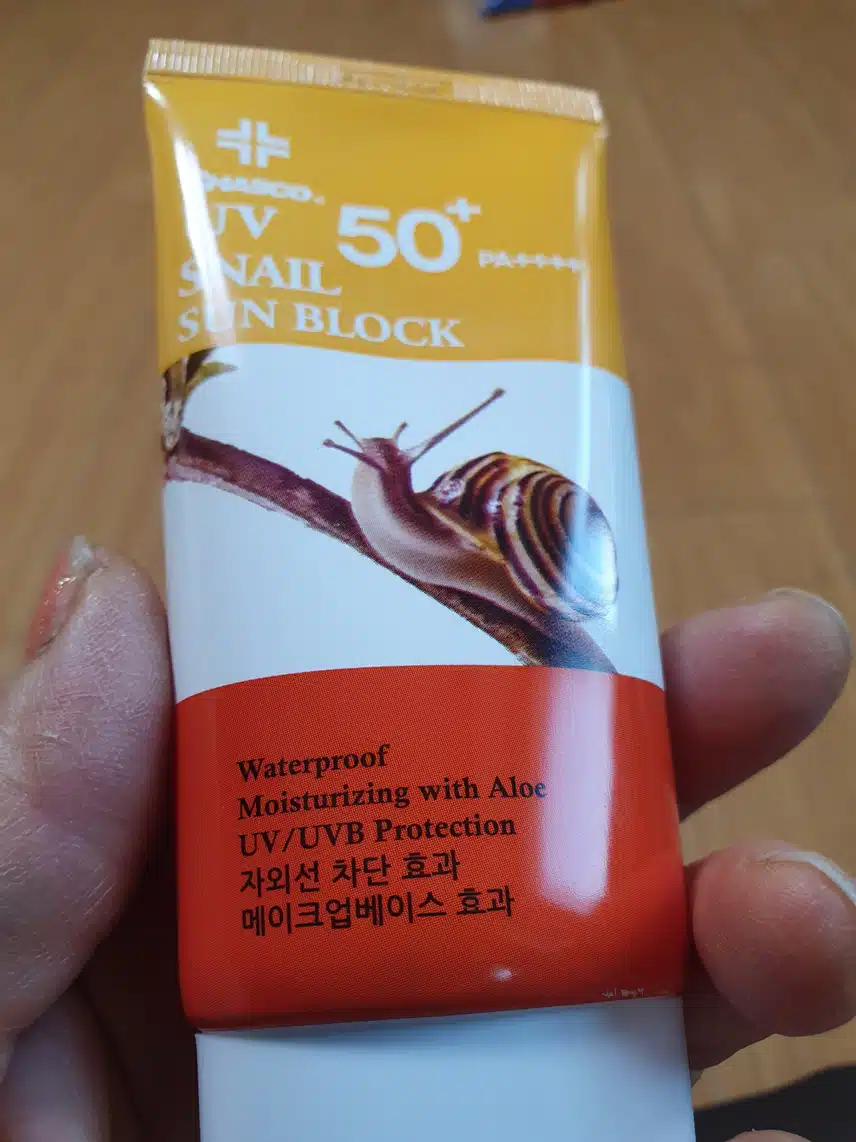 UV
50+
PA++++
SNAIL
SUN BLOCK
Waterproof
Moisturizing with Aloe
UV/UVB Protection
자외선 차단 효과
메이크업베이스 효과